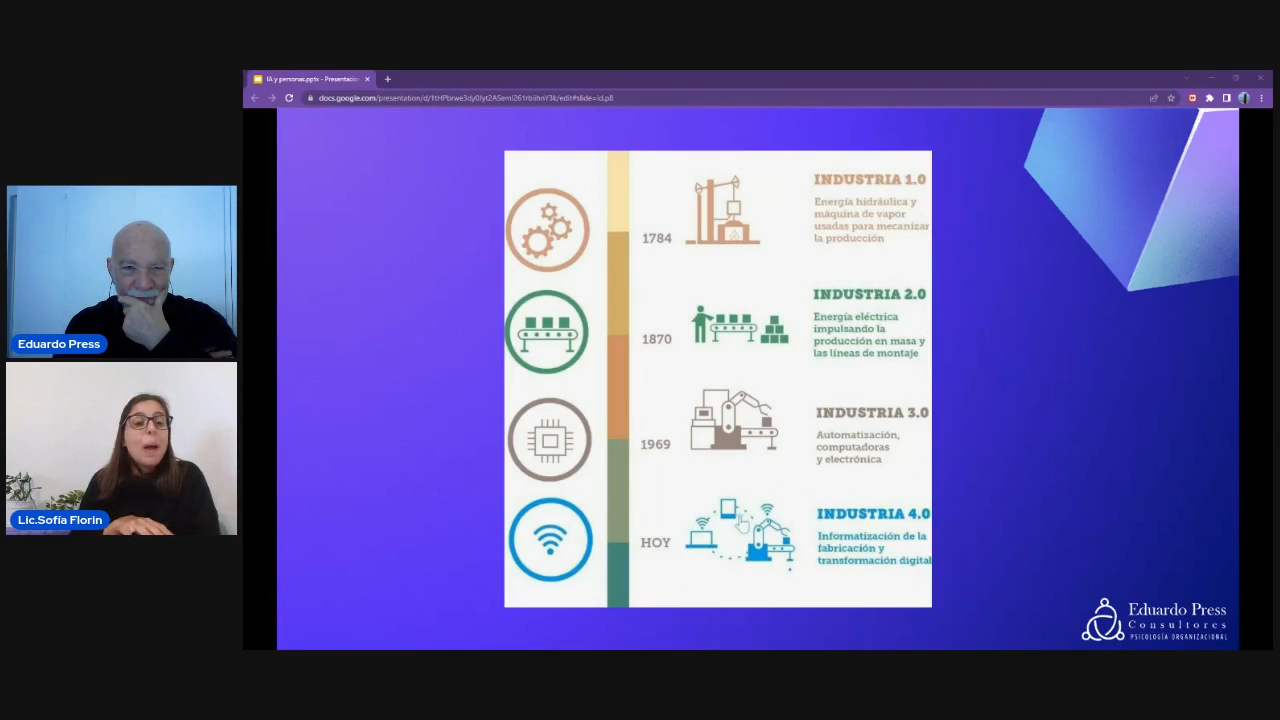 IA y personas.pptx - Presentació
docs.google.com/presentation/d/
Eduardo Press
Lic.Sofía Florin
1784
INDUSTRIA 1.0
Energía hidráulica y
máquina de vapor
usadas para mecanizar
la producción
1870
INDUSTRIA 2.0
Energía eléctrica
impulsando la
producción en masa y
las líneas de montaje
1969
INDUSTRIA 3.0
Automatización,
computadoras
y electrónica
HOY
INDUSTRIA 4.0
Informatización de la
fabricación y
transformación digital
Eduardo Press
Consultores
PSICOLOGÍA ORGANIZACIONAL